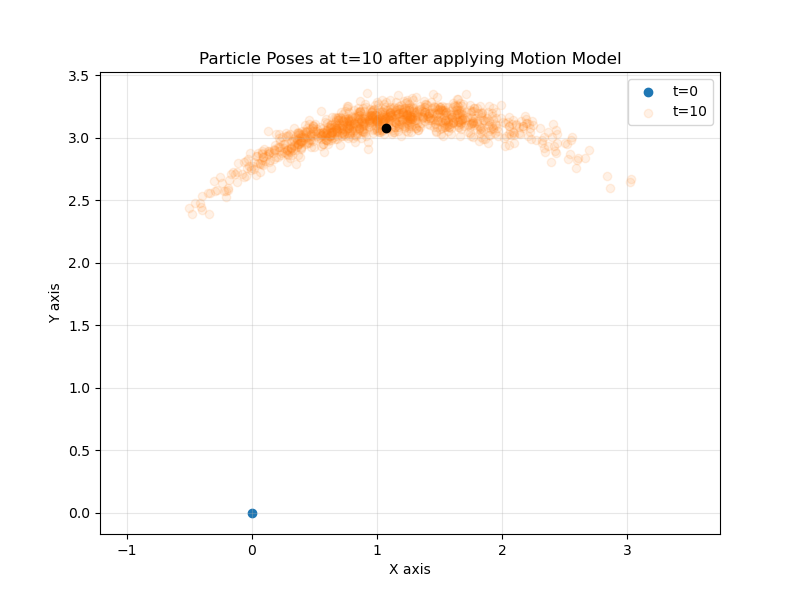 Particle Poses at t=10 after applying Motion Model
t=0
t=10
3.5
3.0
2.5
2.0
1.5
1.0
0.5
0.0
Y axis
−1
0
1
2
3
X axis